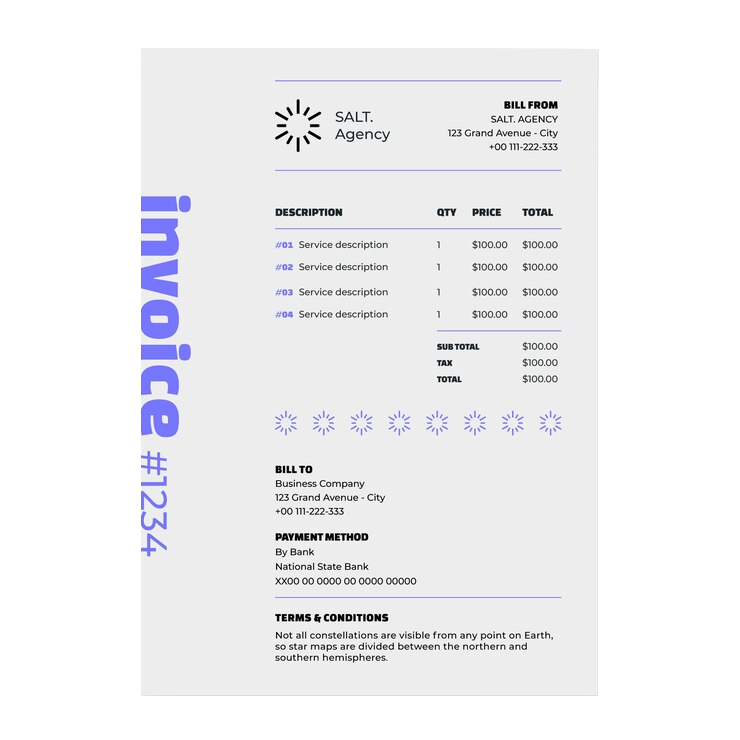 invoice #1234
SALT.
Agency
BILL FROM
SALT. AGENCY
123 Grand Avenue - City
+00 111-222-333
DESCRIPTION QTY PRICE TOTAL
#01 Service description 1 $100.00 $100.00
#02 Service description 1 $100.00 $100.00
#03 Service description 1 $100.00 $100.00
#04 Service description 1 $100.00 $100.00
SUB TOTAL $100.00
TAX $100.00
TOTAL $100.00
BILL TO
Business Company
123 Grand Avenue - City
+00 111-222-333
PAYMENT METHOD
By Bank
National State Bank
XX00 00 0000 00 0000 00000
TERMS & CONDITIONS
Not all constellations are visible from any point on Earth,
so star maps are divided between the northern and
southern hemispheres.